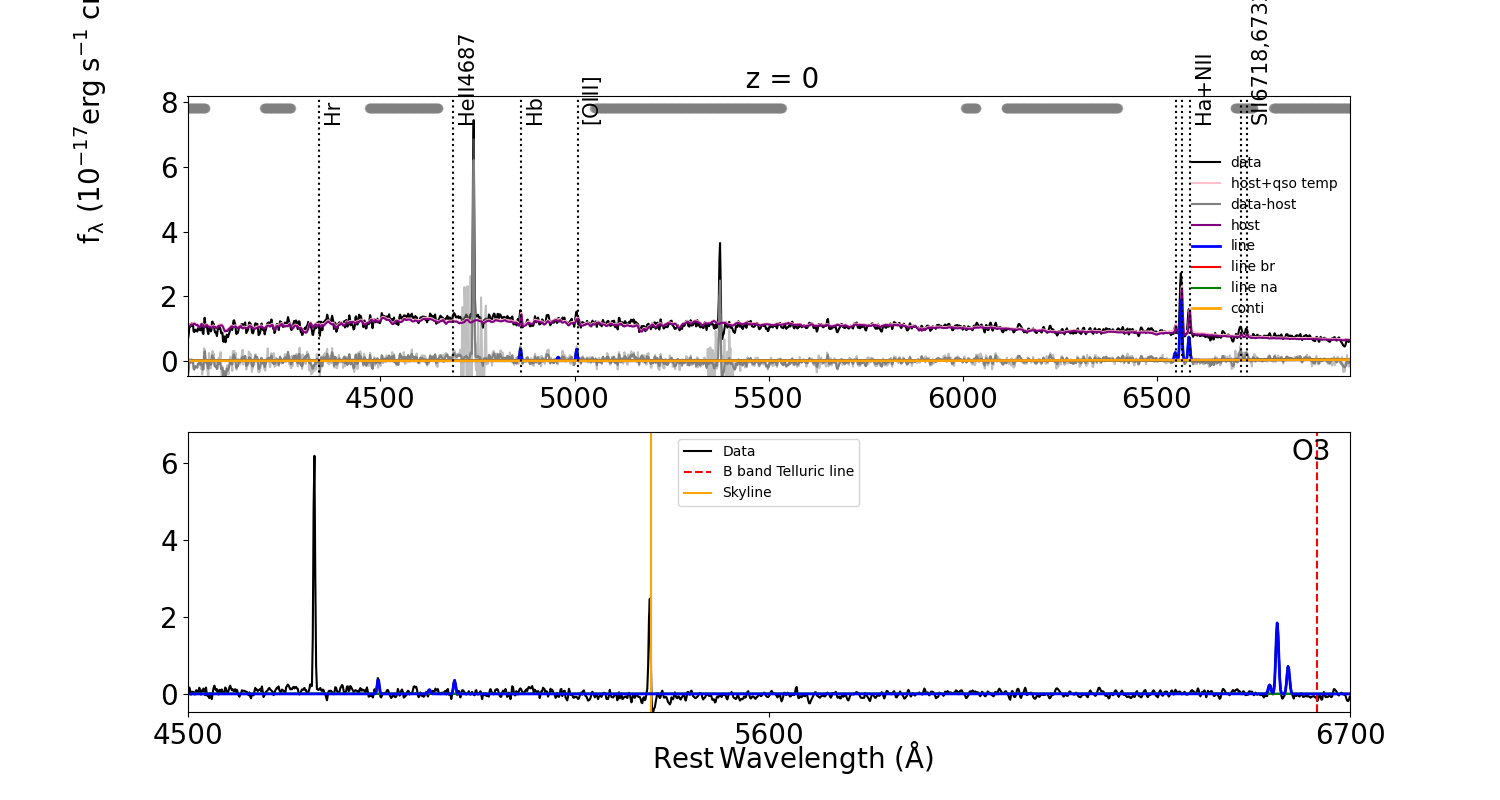 z = 0
fλ (10−17erg s−1 c
Hr
HeII4687
Hb
[OIII]
Ha+NII
SII6718,673
8
6
4
2
0
data
host+qso temp
data-host
host
line
line br
line na
conti
4500 5000 5500 6000 6500
O3
Data
B band Telluric line
Skyline
6
4
2
0
4500 5600 6700
Rest Wavelength (Å)